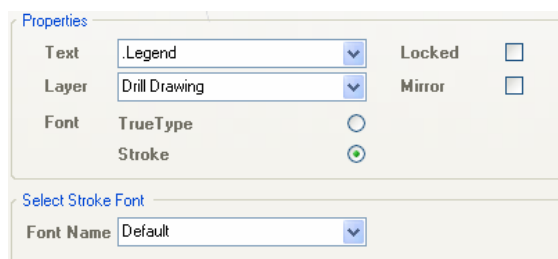 Properties
Text .Legend Locked
Layer Drill Drawing Mirror
Font TrueType
Stroke
Select Stroke Font
Font Name Default